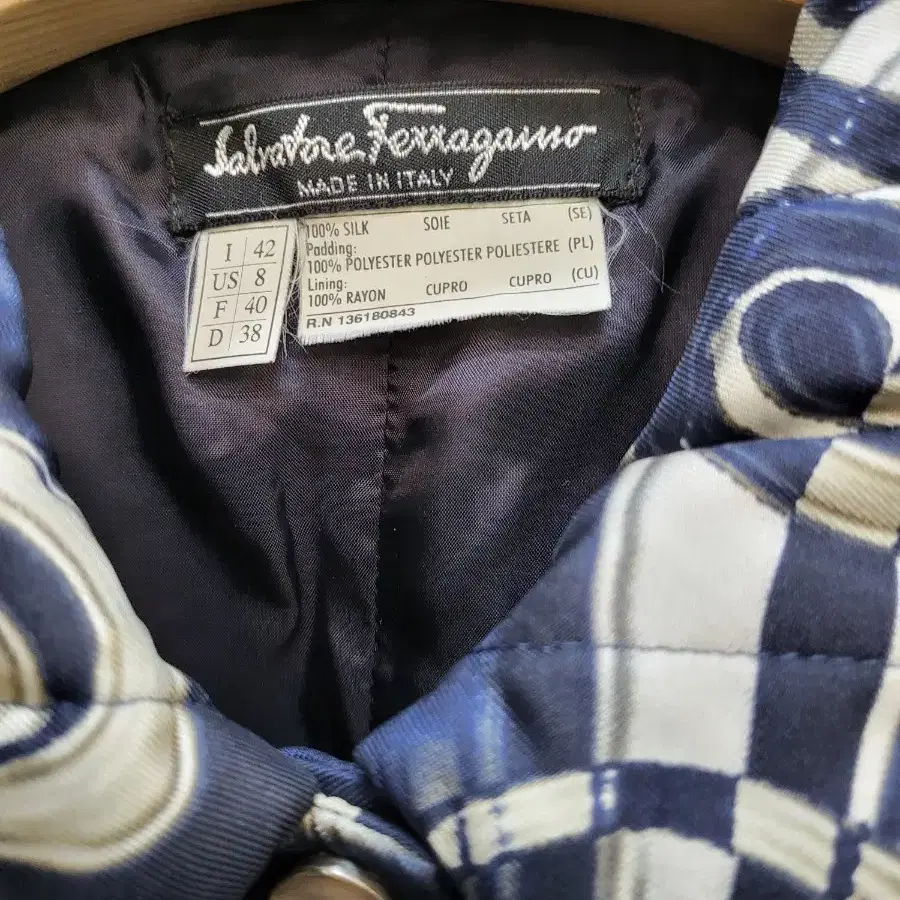 Salvatore Ferragamo
MADE IN ITALY
I 42
US 8
F 40
D 38
100% SILK SOIE SETA (SE)
Padding:
100% POLYESTER POLYESTER POLIESTERE (PL)
Lining:
100% RAYON CUPRO CUPRO (CU)
R.N 136180843